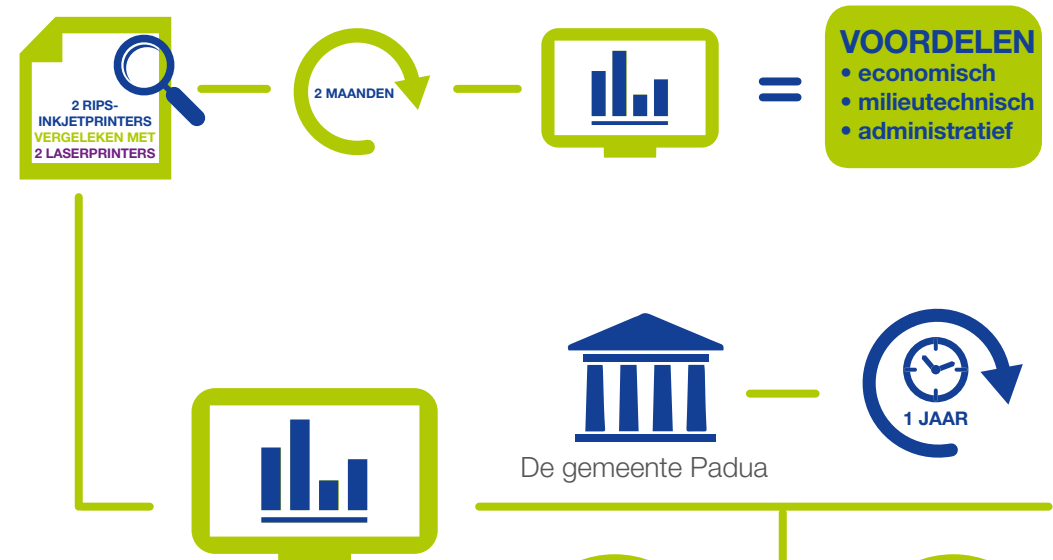 2 RIPS-
INKJETPRINTERS
VERGELEKEN MET
2 LASERPRINTERS
2 MAANDEN
VOORDELEN
• economisch
• milieutechnisch
• administratief
De gemeente Padua
1 JAAR